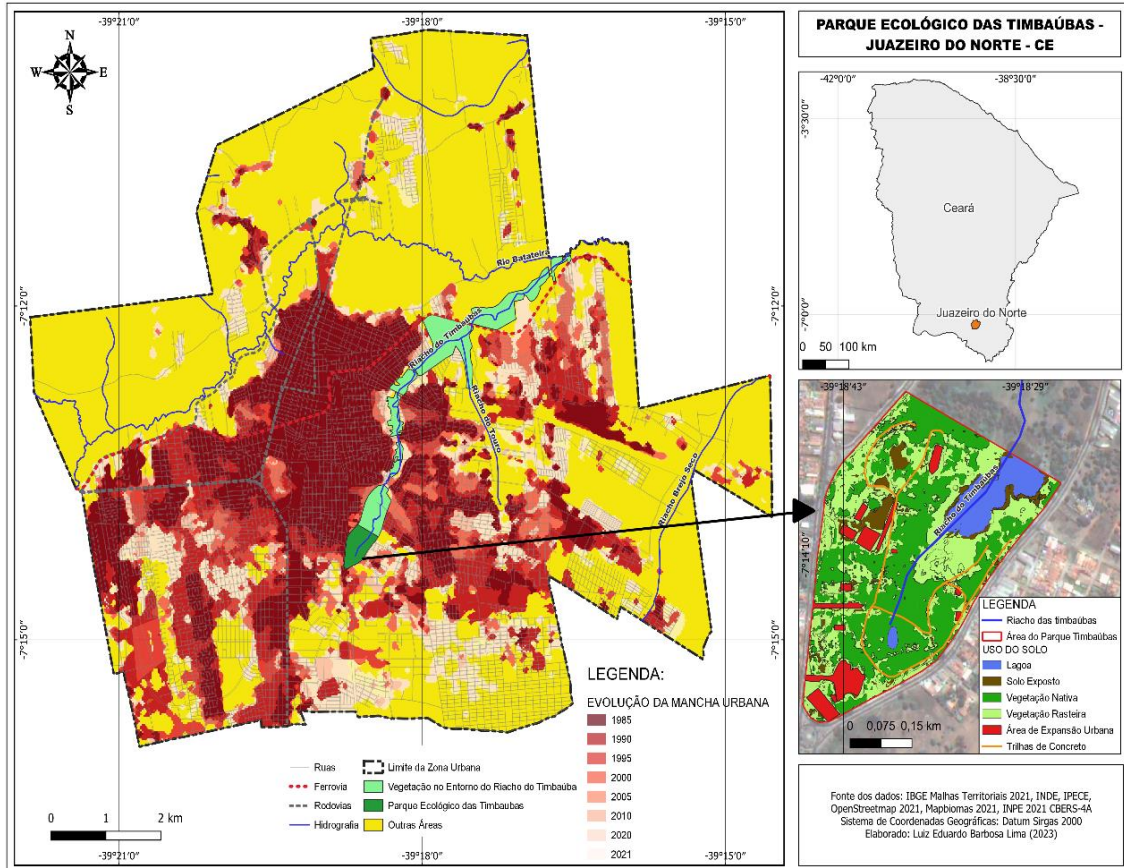 -39°21'0"
-39°18'0"
-39°15'0"
N
W
E
S
-7°12'0"
-7°12'0"
-7°15'0"
-7°15'0"
Rio Batateira
Riacho do Timbaúbas
Riacho do Touro
Riacho Brejo Seco
LEGENDA:
EVOLUÇÃO DA MANCHA URBANA
1985
1990
1995
2000
2005
2010
2020
2021
Ruas
Ferrovia
Rodovias
Hidrografia
Limite da Zona Urbana
Vegetação no Entorno do Riacho do Timbaúba
Parque Ecológico das Timbaubas
Outras Áreas
0 1 2 km
-39°21'0"
-39°18'0"
-39°15'0"
PARQUE ECOLÓGICO DAS TIMBAÚBAS -
JUAZEIRO DO NORTE - CE
-42°0'0"
-38°30'0"
-3°30'0"
-7°0'0"
Ceará
Juazeiro do Norte
0 50 100 km
-39°18'43"
-39°18'29"
-7°14'10"
Riacho do Timbaúbas
LEGENDA
Riacho das timbaúbas
Área do Parque Timbaúbas
USO DO SOLO
Lagoa
Solo Exposto
Vegetação Nativa
Vegetação Rasteira
Área de Expansão Urbana
Trilhas de Concreto
0 0,075 0,15 km
Fonte dos dados: IBGE Malhas Territoriais 2021, INDE, IPECE,
OpenStreetmap 2021, Mapbiomas 2021, INPE 2021 CBERS-4A
Sistema de Coordenadas Geográficas: Datum Sirgas 2000
Elaborado: Luiz Eduardo Barbosa Lima (2023)